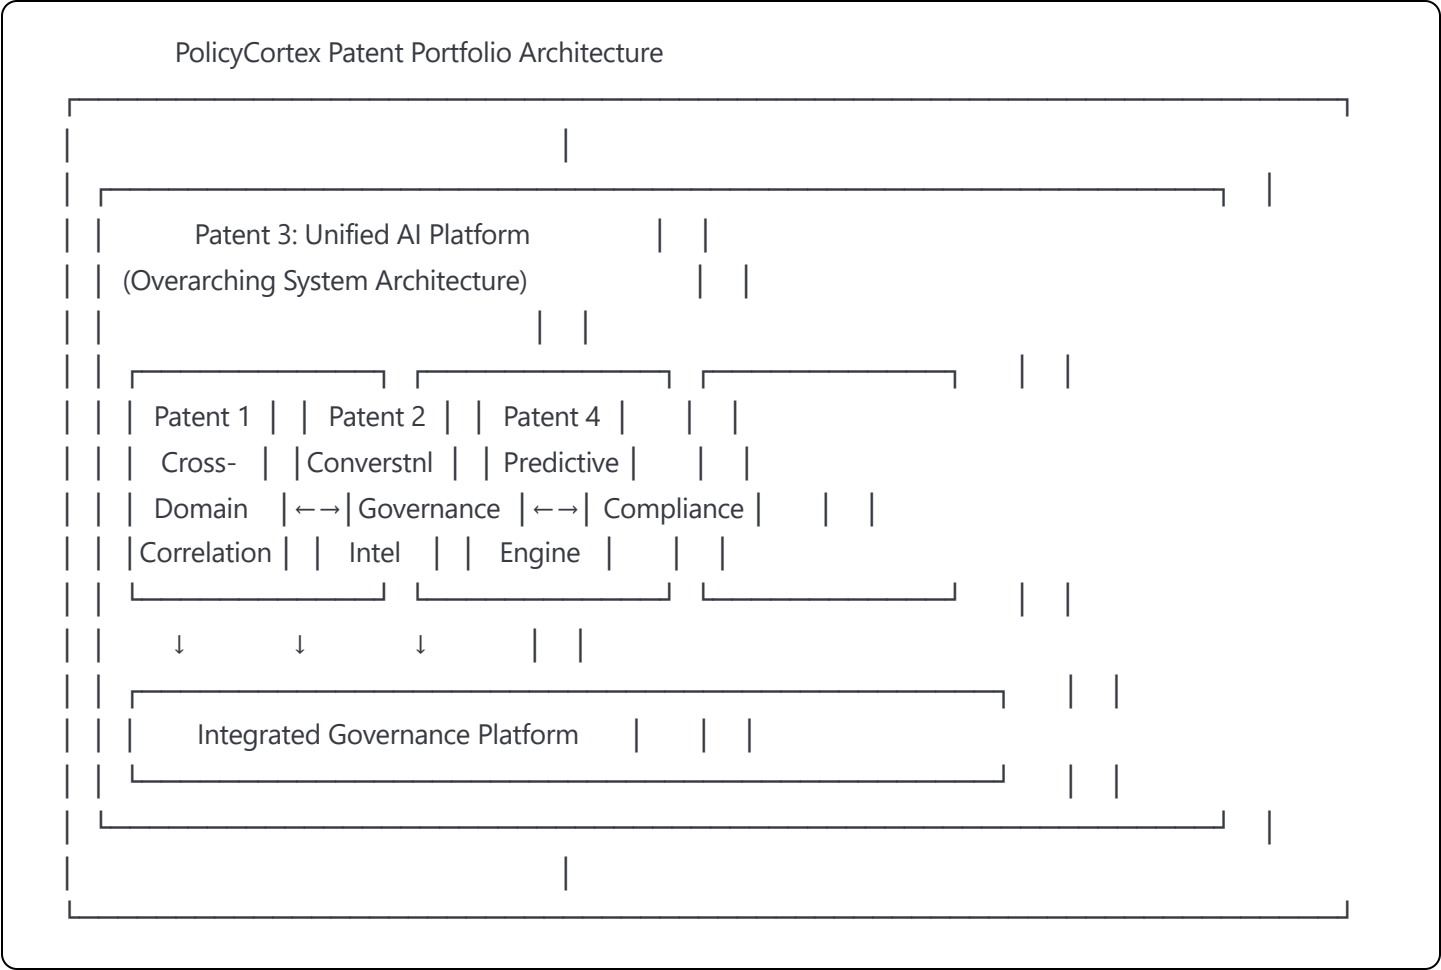 PolicyCortex Patent Portfolio Architecture
Patent 3: Unified AI Platform
(Overarching System Architecture)
Patent 1 Patent 2 Patent 4
Cross- Converstnl Predictive
Domain ←→ Governance ←→ Compliance
Correlation Intel Engine
↓ ↓ ↓
Integrated Governance Platform